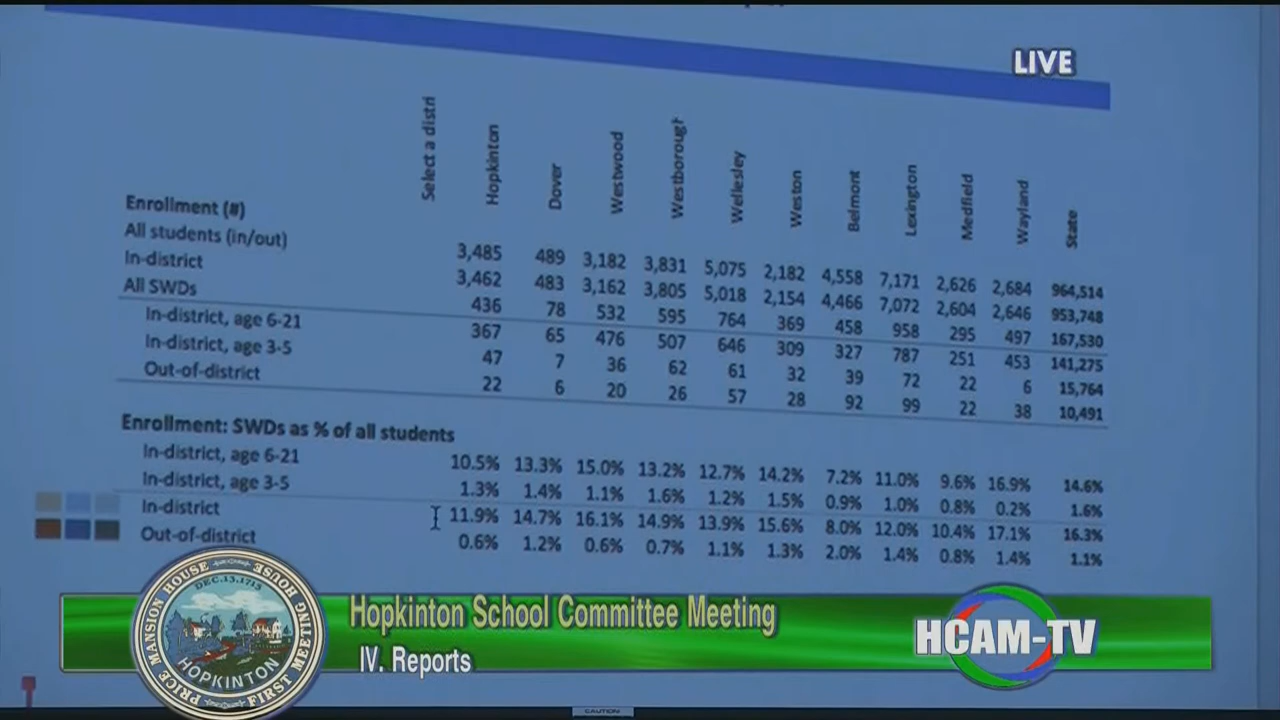 LIVE
Select a distri Hopkinton Dover Westwood Westborough Wellesley Weston Belmont Lexington Medfield Wayland State
Enrollment (#)
All students (in/out) 3,485 489 3,182 3,831 5,075 2,182 4,558 7,171 2,626 2,684 964,514
In-district 3,462 483 3,162 3,805 5,018 2,154 4,466 7,072 2,604 2,646 953,748
All SWDs 436 78 532 595 764 369 458 958 295 497 167,530
In-district, age 6-21 367 65 476 507 646 309 327 787 251 453 141,275
In-district, age 3-5 47 7 36 62 61 32 39 72 22 6 15,764
Out-of-district 22 6 20 26 57 28 92 99 22 38 10,491
Enrollment: SWDs as % of all students
In-district, age 6-21 10.5% 13.3% 15.0% 13.2% 12.7% 14.2% 7.2% 11.0% 9.6% 16.9% 14.6%
In-district, age 3-5 1.3% 1.4% 1.1% 1.6% 1.2% 1.5% 0.9% 1.0% 0.8% 0.2% 1.6%
In-district 11.9% 14.7% 16.1% 14.9% 13.9% 15.6% 8.0% 12.0% 10.4% 17.1% 16.3%
Out-of-district 0.6% 1.2% 0.6% 0.7% 1.1% 1.3% 2.0% 1.4% 0.8% 1.4% 1.1%
PRICE MANSION HOUSE HOUSE MEETING FIRST
DEC.13.1715
HOPKINTON
Hopkinton School Committee Meeting
IV. Reports
HCAM-TV
CAUTION